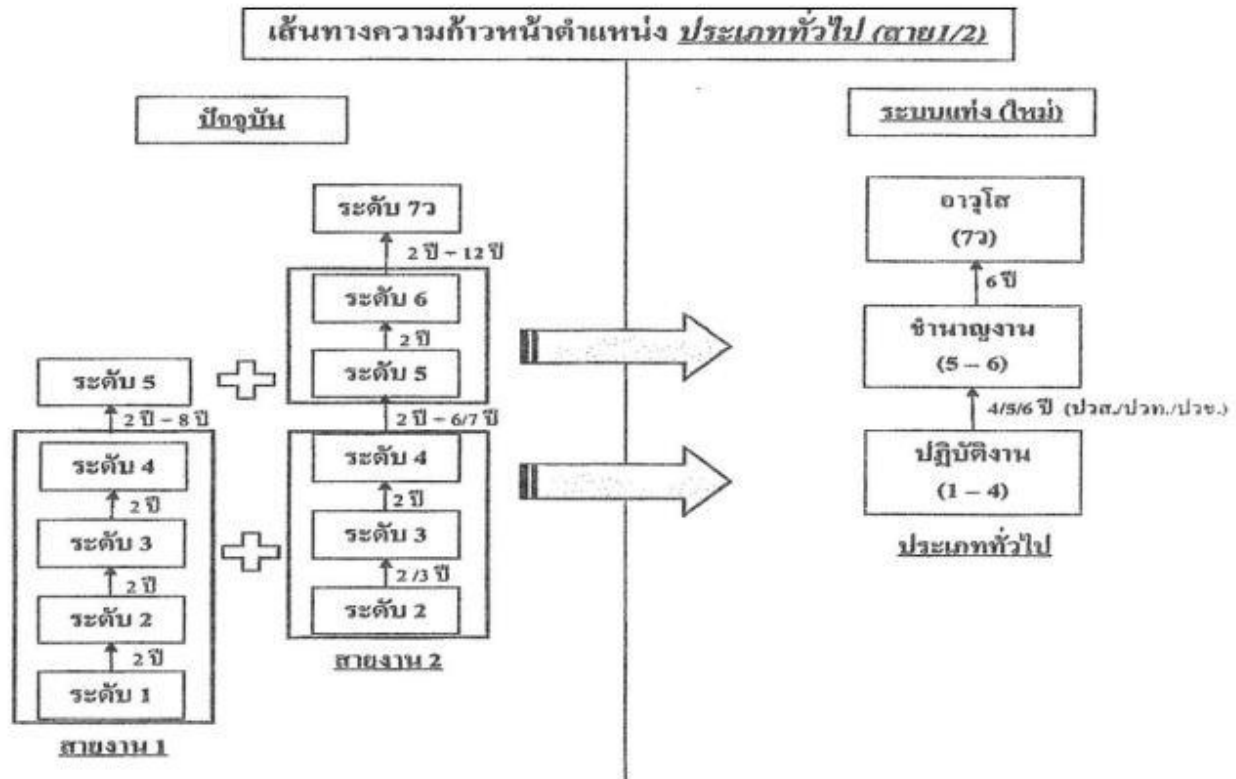 เส้นทางความก้าวหน้าตำแหน่ง ประเภททั่วไป (สาย1/2)
ปัจจุบัน
ระดับ 7ว
2 ปี - 12 ปี
ระดับ 6
2 ปี
ระดับ 5
2 ปี - 6/7 ปี
ระดับ 4
2 ปี
ระดับ 3
2 /3 ปี
ระดับ 2
สายงาน 2
ระดับ 5
2 ปี - 8 ปี
ระดับ 4
2 ปี
ระดับ 3
2 ปี
ระดับ 2
2 ปี
ระดับ 1
สายงาน 1
ระบบแท่ง (ใหม่)
อาวุโส
(7ว)
6 ปี
ชำนาญงาน
(5 – 6)
4/5/6 ปี (ปวส./ปวท./ปวช.)
ปฏิบัติงาน
(1 – 4)
ประเภททั่วไป